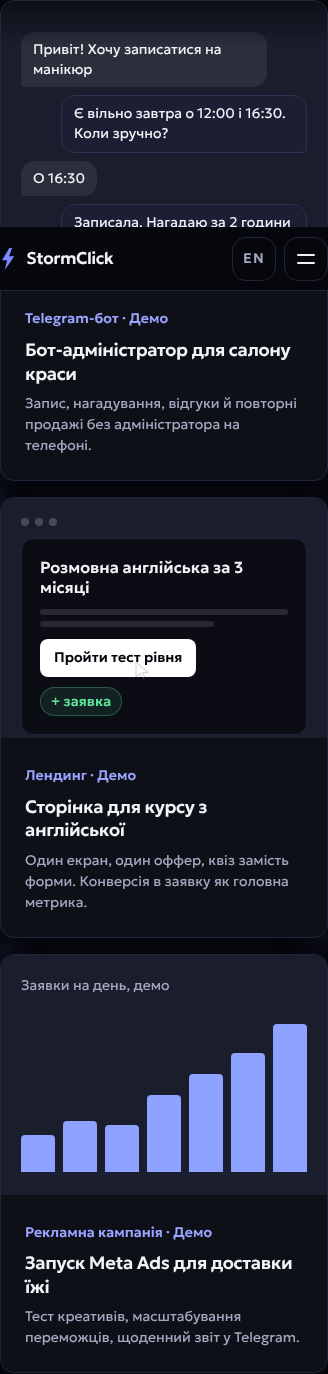 Привіт! Хочу записатися на
манікюр
Є вільно завтра о 12:00 і 16:30.
Коли зручно?
О 16:30
Записала. Нагадаю за 2 години
StormClick
EN
Telegram-бот · Демо
Бот-адміністратор для салону
краси
Запис, нагадування, відгуки й повторні
продажі без адміністратора на
телефоні.
Розмовна англійська за 3
місяці
Пройти тест рівня
+ заявка
Лендинг · Демо
Сторінка для курсу з
англійської
Один екран, один оффер, квіз замість
форми. Конверсія в заявку як головна
метрика.
Заявки на день, демо
Рекламна кампанія · Демо
Запуск Meta Ads для доставки
їжі
Тест креативів, масштабування
переможців, щоденний звіт у Telegram.